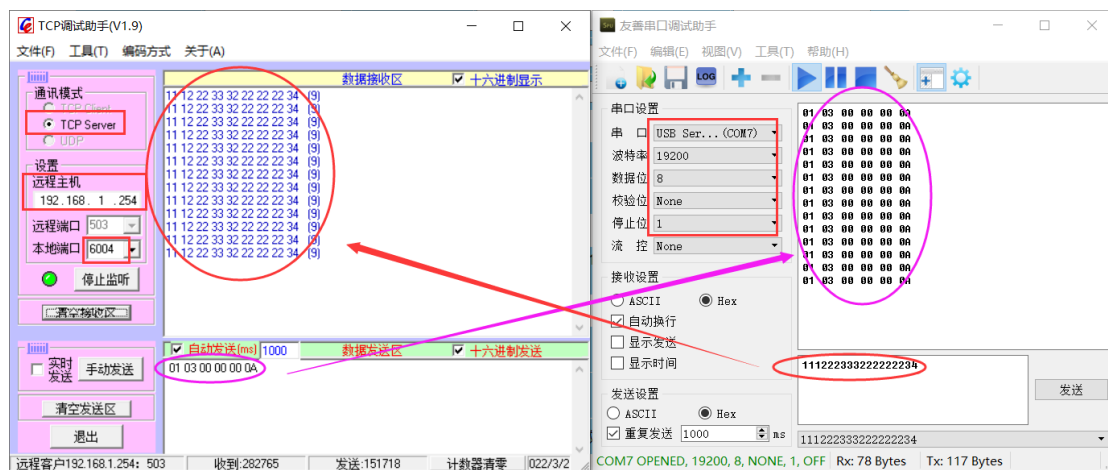 TCP调试助手(V1.9)
文件(F) 工具(T) 编码方式 关于(A)
通讯模式
TCP Client
TCP Server
UDP
设置
远程主机
192.168. 1 .254
远程端口 503
本地端口 6004
停止监听
清空接收区
数据接收区 十六进制显示
11 12 22 33 32 22 22 22 34 (9)
11 12 22 33 32 22 22 22 34 (9)
11 12 22 33 32 22 22 22 34 (9)
11 12 22 33 32 22 22 22 34 (9)
11 12 22 33 32 22 22 22 34 (9)
11 12 22 33 32 22 22 22 34 (9)
11 12 22 33 32 22 22 22 34 (9)
11 12 22 33 32 22 22 22 34 (9)
11 12 22 33 32 22 22 22 34 (9)
11 12 22 33 32 22 22 22 34 (9)
11 12 22 33 32 22 22 22 34 (9)
11 12 22 33 32 22 22 22 34 (9)
11 12 22 33 32 22 22 22 34 (9)
实时发送 手动发送
清空发送区
退出
自动发送(ms) 1000 数据发送区 十六进制发送
01 03 00 00 00 0A
远程客户192.168.1.254: 503 收到:282765 发送:151718 计数器清零 022/3/2
友善串口调试助手
文件(F) 编辑(E) 视图(V) 工具(T) 帮助(H)
LOG
串口设置
串 口 USB Ser...(COM7)
波特率 19200
数据位 8
校验位 None
停止位 1
流 控 None
接收设置
ASCII Hex
自动换行
显示发送
显示时间
发送设置
ASCII Hex
重复发送 1000 ms
01 03 00 00 00 0A
01 03 00 00 00 0A
01 03 00 00 00 0A
01 03 00 00 00 0A
01 03 00 00 00 0A
01 03 00 00 00 0A
01 03 00 00 00 0A
01 03 00 00 00 0A
01 03 00 00 00 0A
01 03 00 00 00 0A
01 03 00 00 00 0A
01 03 00 00 00 0A
01 03 00 00 00 0A
01 03 00 00 00 0A
111222333222222234
发送
111222333222222234
COM7 OPENED, 19200, 8, NONE, 1, OFF Rx: 78 Bytes Tx: 117 Bytes